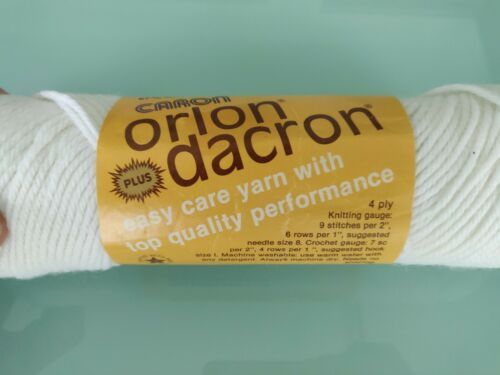 CARON
orlon®
PLUS
dacron®
easy care yarn with
top quality performance
4 ply
Knitting gauge:
9 stitches per 2",
6 rows per 1", suggested
needle size 8. Crochet gauge: 7 sc
per 2", 4 rows per 1", suggested hook
size I. Machine washable: use warm water with
any detergent. Always machine dry. Needs no